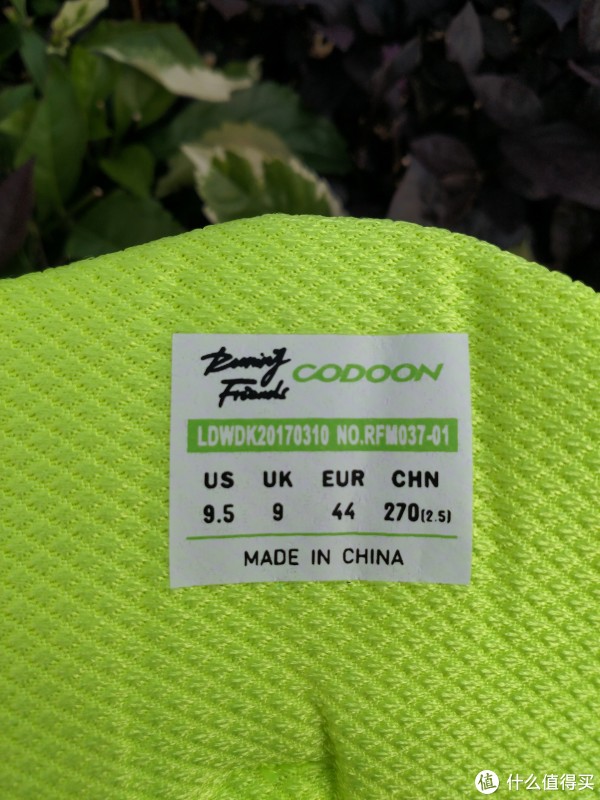 Running CODOON
Friends
LDWDK20170310 NO.RFM037-01
US UK EUR CHN
9.5 9 44 270(2.5)
MADE IN CHINA
值 什么值得买